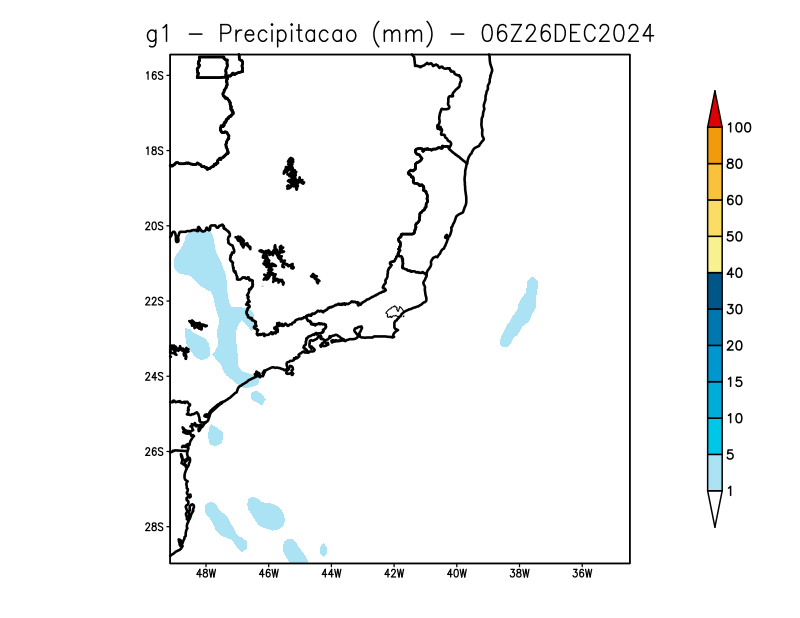 g1 – Precipitacao (mm) – 06Z26DEC2024
16S
18S
20S
22S
24S
26S
28S
48W 46W 44W 42W 40W 38W 36W
100
80
60
50
40
30
20
15
10
5
1